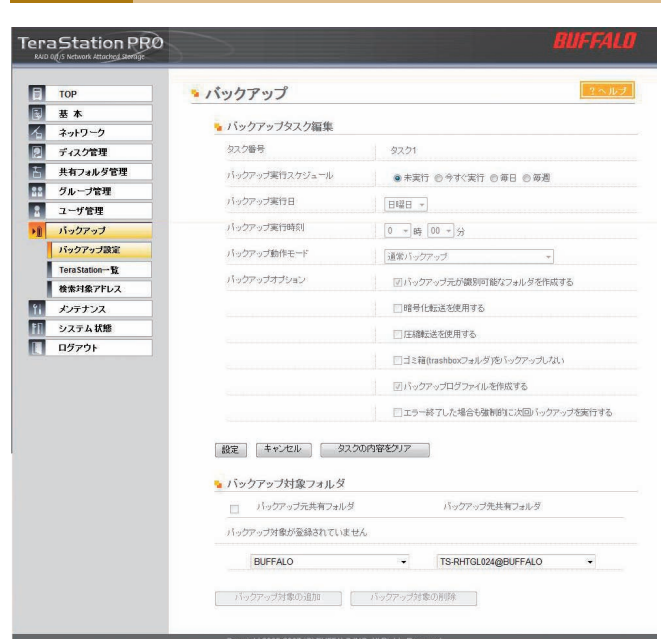 TeraStation PRO
RAID 0/1/5 Network Attached Storage
BUFFALO
TOP
基本
ネットワーク
ディスク管理
共有フォルダ管理
グループ管理
ユーザ管理
バックアップ
バックアップ設定
TeraStation一覧
検索対象アドレス
メンテナンス
システム状態
ログアウト
バックアップ
?ヘルプ
バックアップタスク編集
タスク番号 タスク1
バックアップ実行スケジュール 未実行 今すぐ実行 毎日 毎週
バックアップ実行日 日曜日
バックアップ実行時刻 0 時 00 分
バックアップ動作モード 通常バックアップ
バックアップオプション バックアップ元が識別可能なフォルダを作成する
暗号化転送を使用する
圧縮転送を使用する
ゴミ箱(trashboxフォルダ)をバックアップしない
バックアップログファイルを作成する
エラー終了した場合も強制的に次回バックアップを実行する
設定 キャンセル タスクの内容をクリア
バックアップ対象フォルダ
バックアップ元共有フォルダ バックアップ先共有フォルダ
バックアップ対象が登録されていません
BUFFALO TS-RHTGL024@BUFFALO
バックアップ対象の追加 バックアップ対象の削除